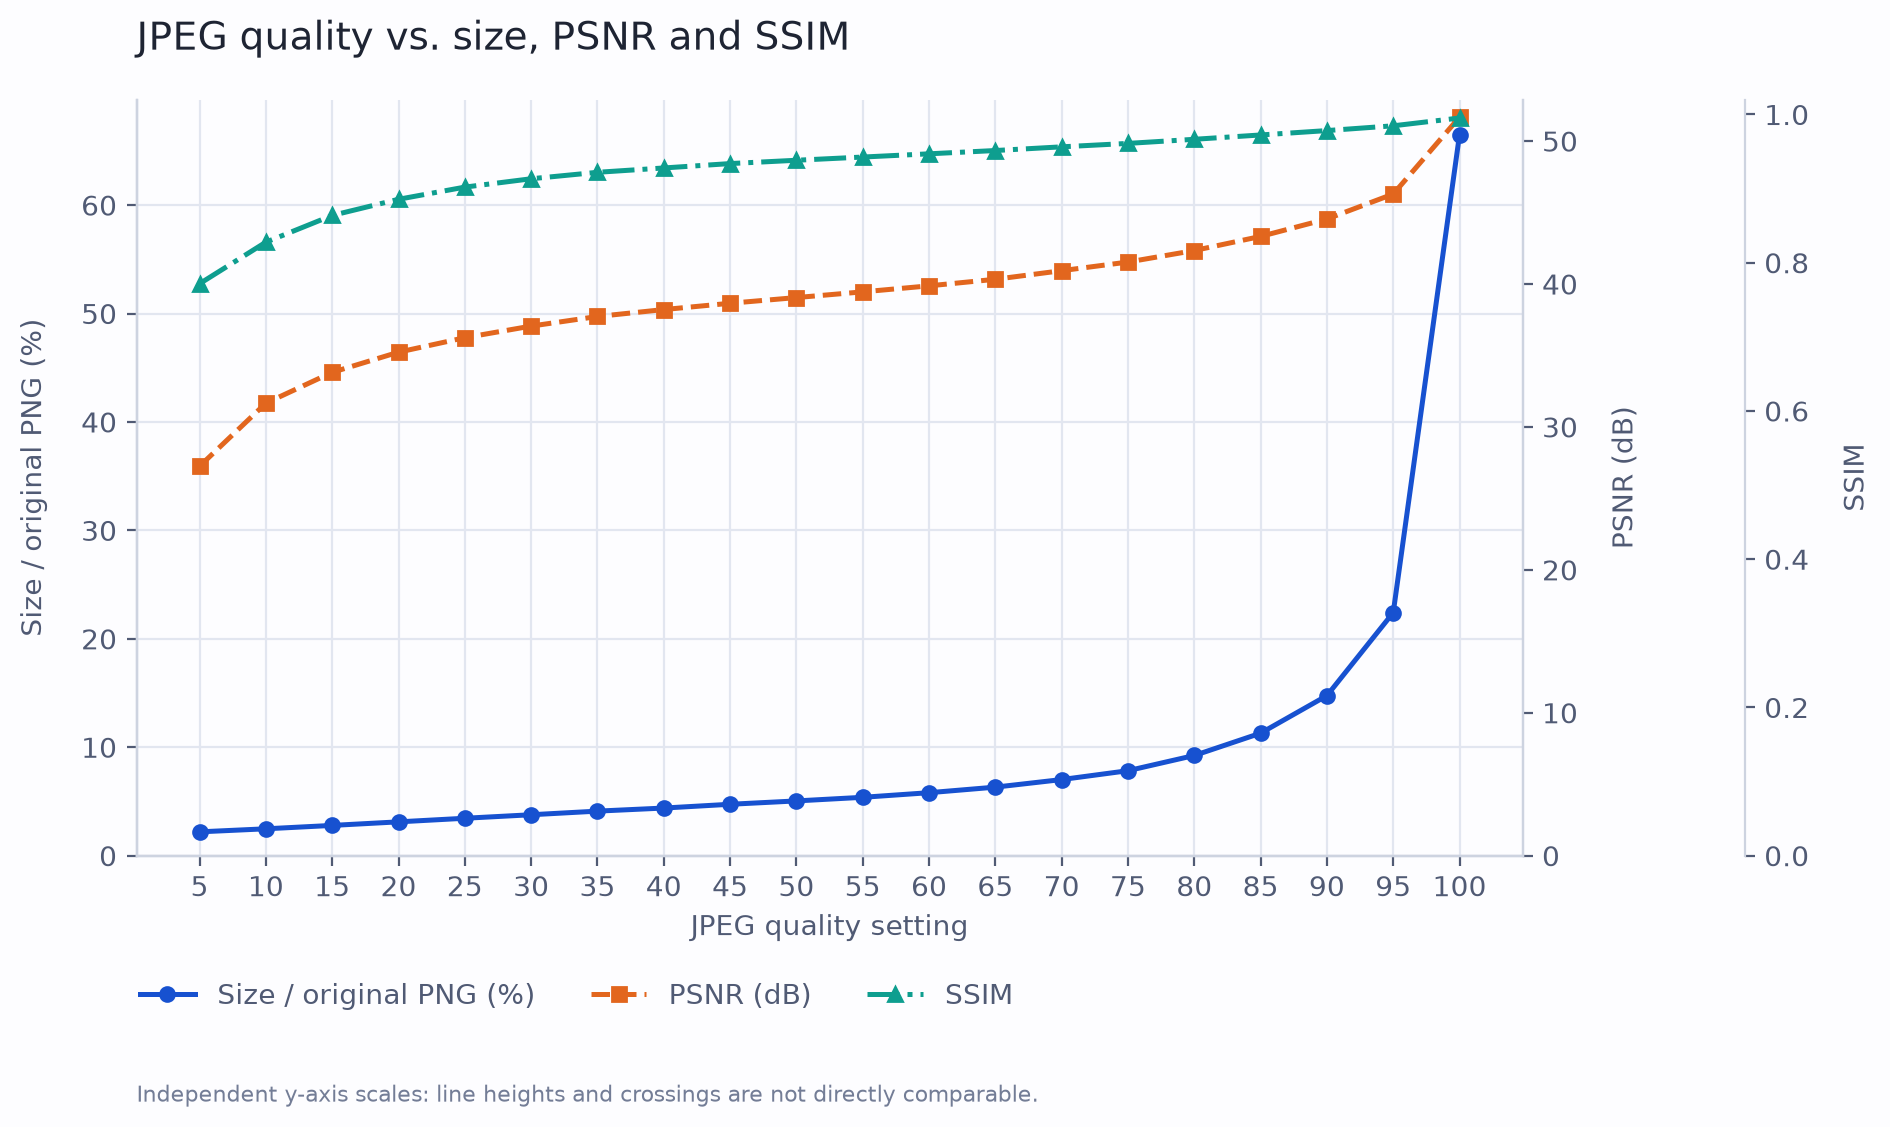 JPEG quality vs. size, PSNR and SSIM
Size / original PNG (%)
60
50
40
30
20
10
0
50
40
30
20
10
0
PSNR (dB)
1.0
0.8
0.6
0.4
0.2
0.0
SSIM
5 10 15 20 25 30 35 40 45 50 55 60 65 70 75 80 85 90 95 100
JPEG quality setting
Size / original PNG (%) PSNR (dB) SSIM
Independent y-axis scales: line heights and crossings are not directly comparable.